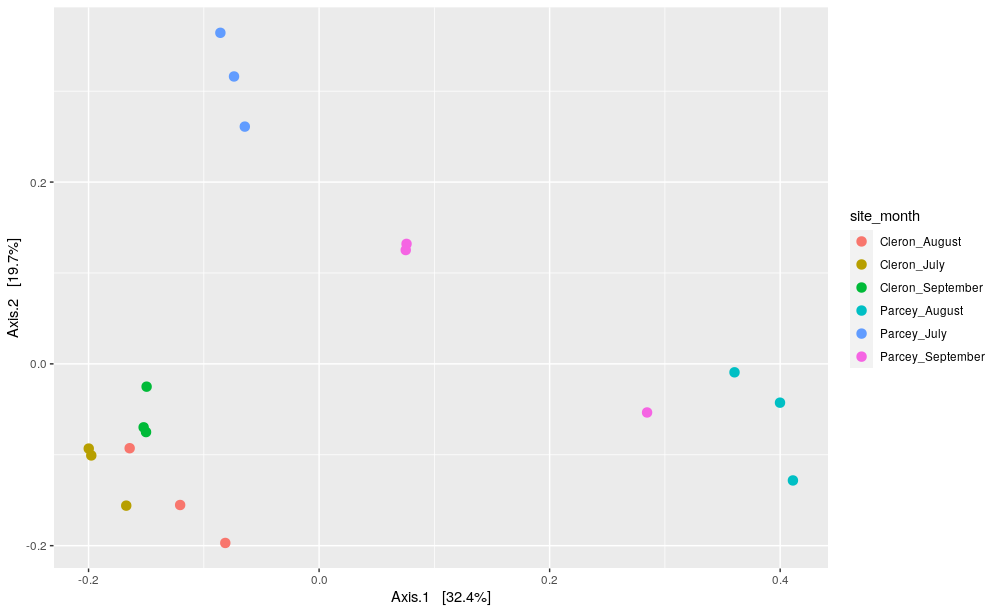 0.2
0.0
-0.2
Axis.2 [19.7%]
-0.2
0.0
0.2
0.4
Axis.1 [32.4%]
site_month
Cleron_August
Cleron_July
Cleron_September
Parcey_August
Parcey_July
Parcey_September